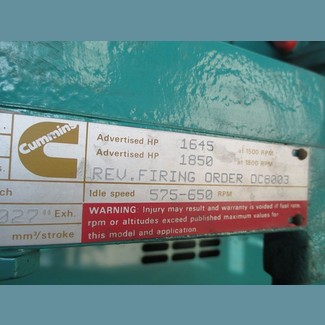 Cummins
Advertised HP 1645 at 1500 RPM
Advertised HP 1850 at 1800 RPM
REV.FIRING ORDER DC6003
Idle speed 575-650 RPM
027" Exh.
mm³/stroke
WARNING Injury may result and warranty is voided if fuel rate,
rpm or altitudes exceed published maximum values for
this model and application.